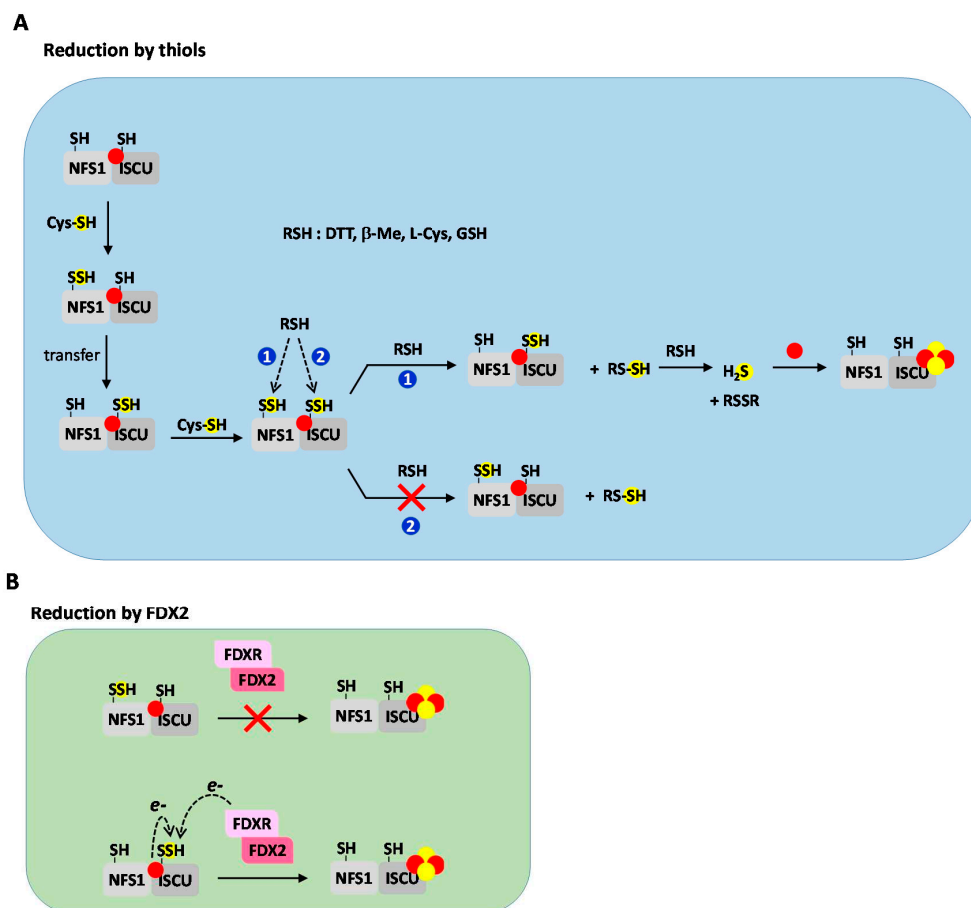 A
Reduction by thiols
SH SH
NFS1 ISCU
Cys-SH
RSH : DTT, β-Me, L-Cys, GSH
SSH SH
NFS1 ISCU
transfer
RSH
1 2
SH SSH
NFS1 ISCU
Cys-SH
SSH SSH
NFS1 ISCU
RSH
1
SH SSH
NFS1 ISCU
+ RS-SH
RSH
H2S
+ RSSR
SH SH
NFS1 ISCU
RSH
2
SSH SH
NFS1 ISCU
+ RS-SH
B
Reduction by FDX2
SSH SH
NFS1 ISCU
FDXR
FDX2
SH SH
NFS1 ISCU
e- e-
SH SSH
NFS1 ISCU
FDXR
FDX2
SH SH
NFS1 ISCU